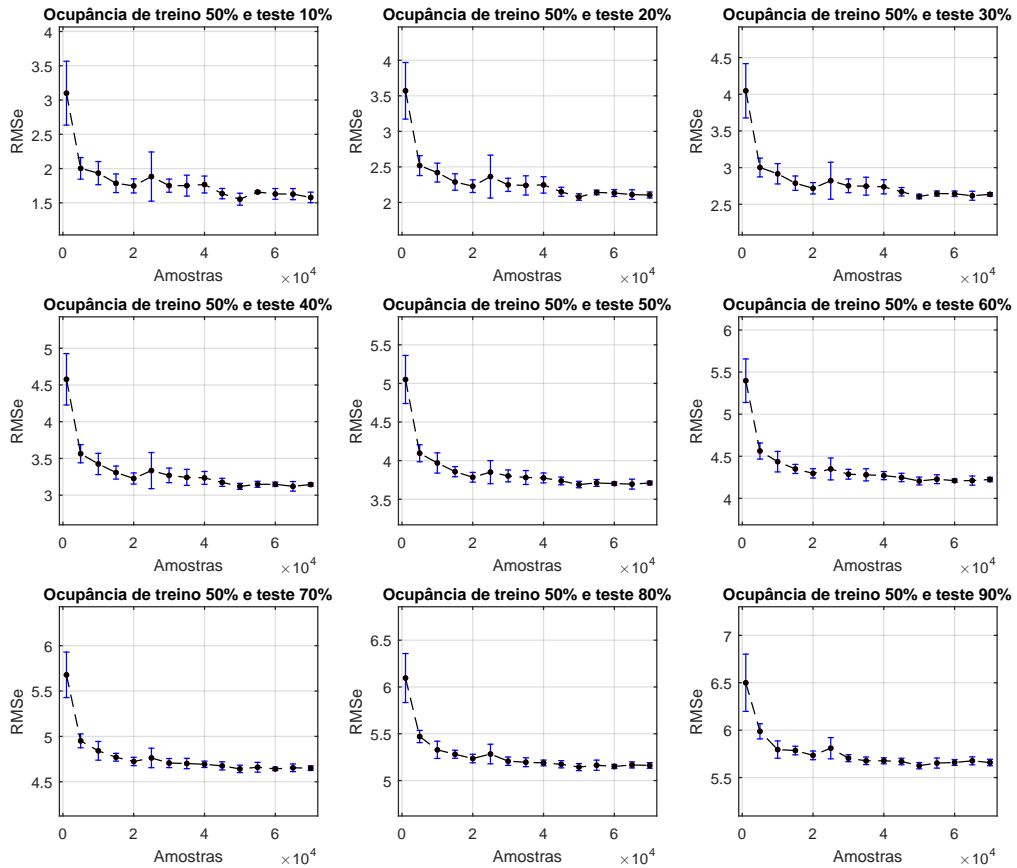 Ocupância de treino 50% e teste 10%
4
3.5
3
2.5
2
1.5
RMSe
0 2 4 6
Amostras
×10^4
Ocupância de treino 50% e teste 20%
4
3.5
3
2.5
2
RMSe
0 2 4 6
Amostras
×10^4
Ocupância de treino 50% e teste 30%
4.5
4
3.5
3
2.5
RMSe
0 2 4 6
Amostras
×10^4
Ocupância de treino 50% e teste 40%
5
4.5
4
3.5
3
RMSe
0 2 4 6
Amostras
×10^4
Ocupância de treino 50% e teste 50%
5.5
5
4.5
4
3.5
RMSe
0 2 4 6
Amostras
×10^4
Ocupância de treino 50% e teste 60%
6
5.5
5
4.5
4
RMSe
0 2 4 6
Amostras
×10^4
Ocupância de treino 50% e teste 70%
6
5.5
5
4.5
RMSe
0 2 4 6
Amostras
×10^4
Ocupância de treino 50% e teste 80%
6.5
6
5.5
5
RMSe
0 2 4 6
Amostras
×10^4
Ocupância de treino 50% e teste 90%
7
6.5
6
5.5
RMSe
0 2 4 6
Amostras
×10^4